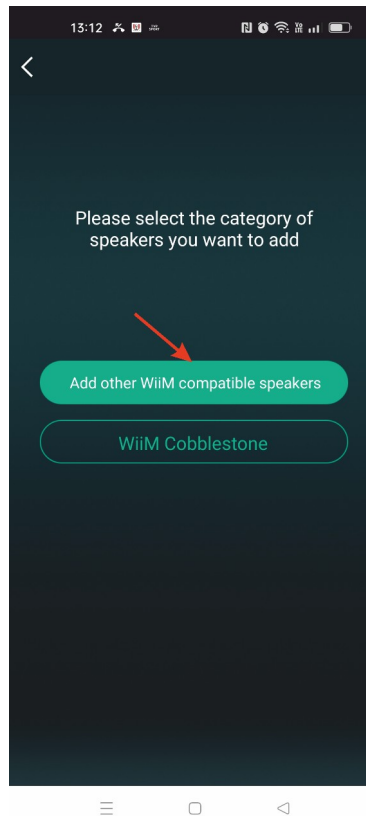 13:12
Please select the category of
speakers you want to add
Add other WiiM compatible speakers
WiiM Cobblestone